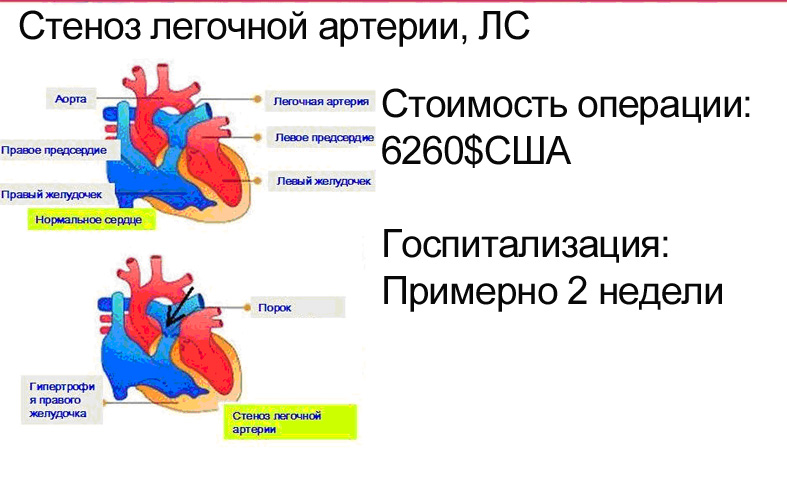 Стеноз легочной артерии, ЛС
Аорта
Легочная артерия
Левое предсердие
Правое предсердие
Левый желудочек
Правый желудочек
Нормальное сердце
Стоимость операции:
6260$США
Госпитализация:
Примерно 2 недели
Порок
Гипертрофи
я правого
желудочка
Стеноз легочной
артерии